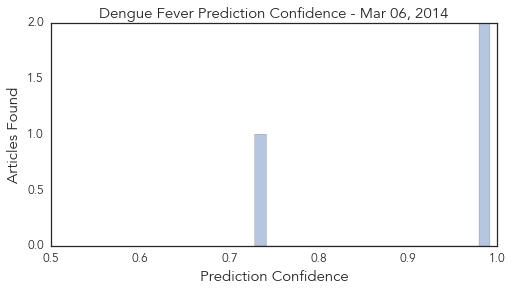 Dengue Fever Prediction Confidence - Mar 06, 2014
2.0
1.5
1.0
0.5
0.0
Articles Found
0.5 0.6 0.7 0.8 0.9 1.0
Prediction Confidence